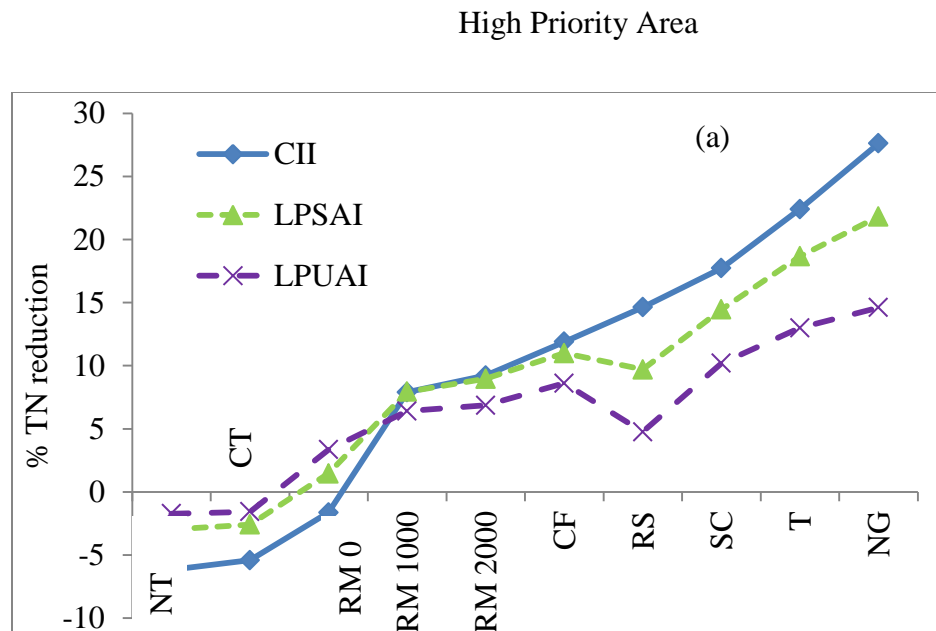 High Priority Area
(a)
CII
LPSAI
LPUAI
% TN reduction
30
25
20
15
10
5
0
-5
-10
NT
CT
RM 0
RM 1000
RM 2000
CF
RS
SC
T
NG